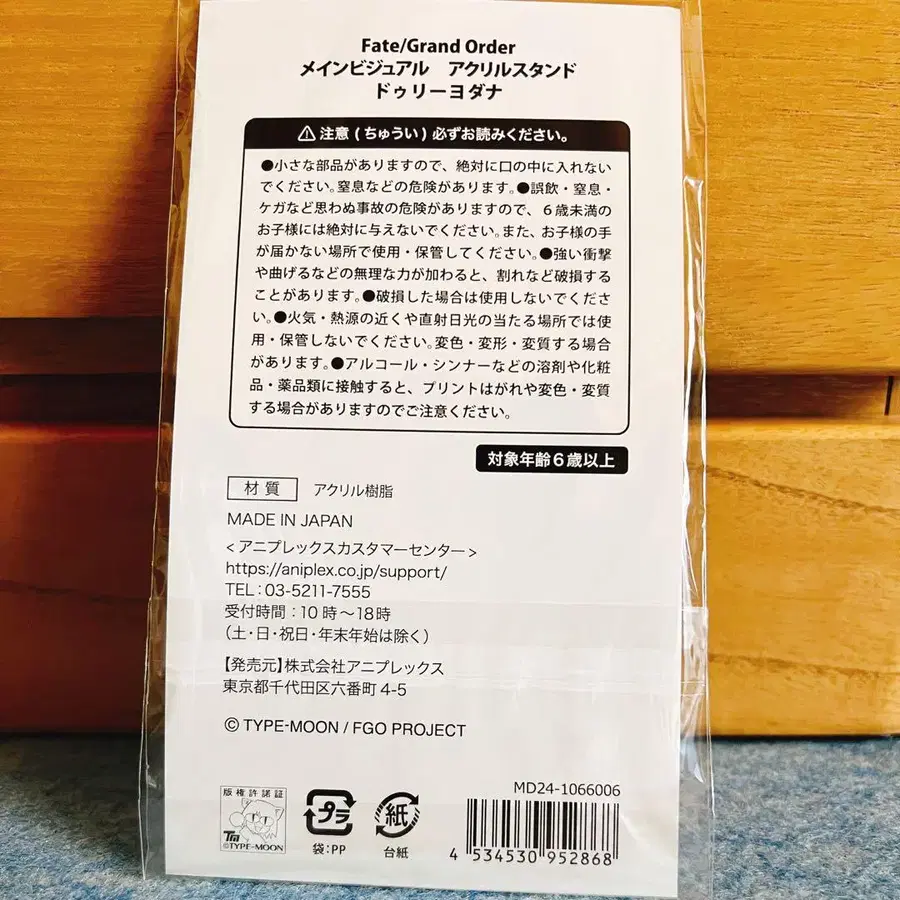 Fate/Grand Order
メインビジュアル　アクリルスタンド
ドゥリーヨダナ
⚠注意(ちゅうい)必ずお読みください。
●小さな部品がありますので、絶対に口の中に入れない
でください。窒息などの危険があります。●誤飲・窒息・
ケガなど思わぬ事故の危険がありますので、６歳未満の
お子様には絶対に与えないでください。また、お子様の手
が届かない場所で使用・保管してください。●強い衝撃
や曲げるなどの無理な力が加わると、割れなど破損する
ことがあります。●破損した場合は使用しないでくださ
い。●火気・熱源の近くや直射日光の当たる場所では使
用・保管しないでください。変色・変形・変質する場合
があります。●アルコール・シンナーなどの溶剤や化粧
品・薬品類に接触すると、プリントはがれや変色・変質
する場合がありますのでご注意ください。
対象年齢６歳以上
材質　アクリル樹脂
MADE IN JAPAN
<アニプレックスカスタマーセンター>
https://aniplex.co.jp/support/
TEL:03-5211-7555
受付時間:10時～18時
(土・日・祝日・年末年始は除く)
【発売元】株式会社アニプレックス
東京都千代田区六番町4-5
© TYPE-MOON / FGO PROJECT
版権許諾証
TM
©TYPE-MOON
プラ
袋:PP
紙
台紙
MD24-1066006
4 534530 952868